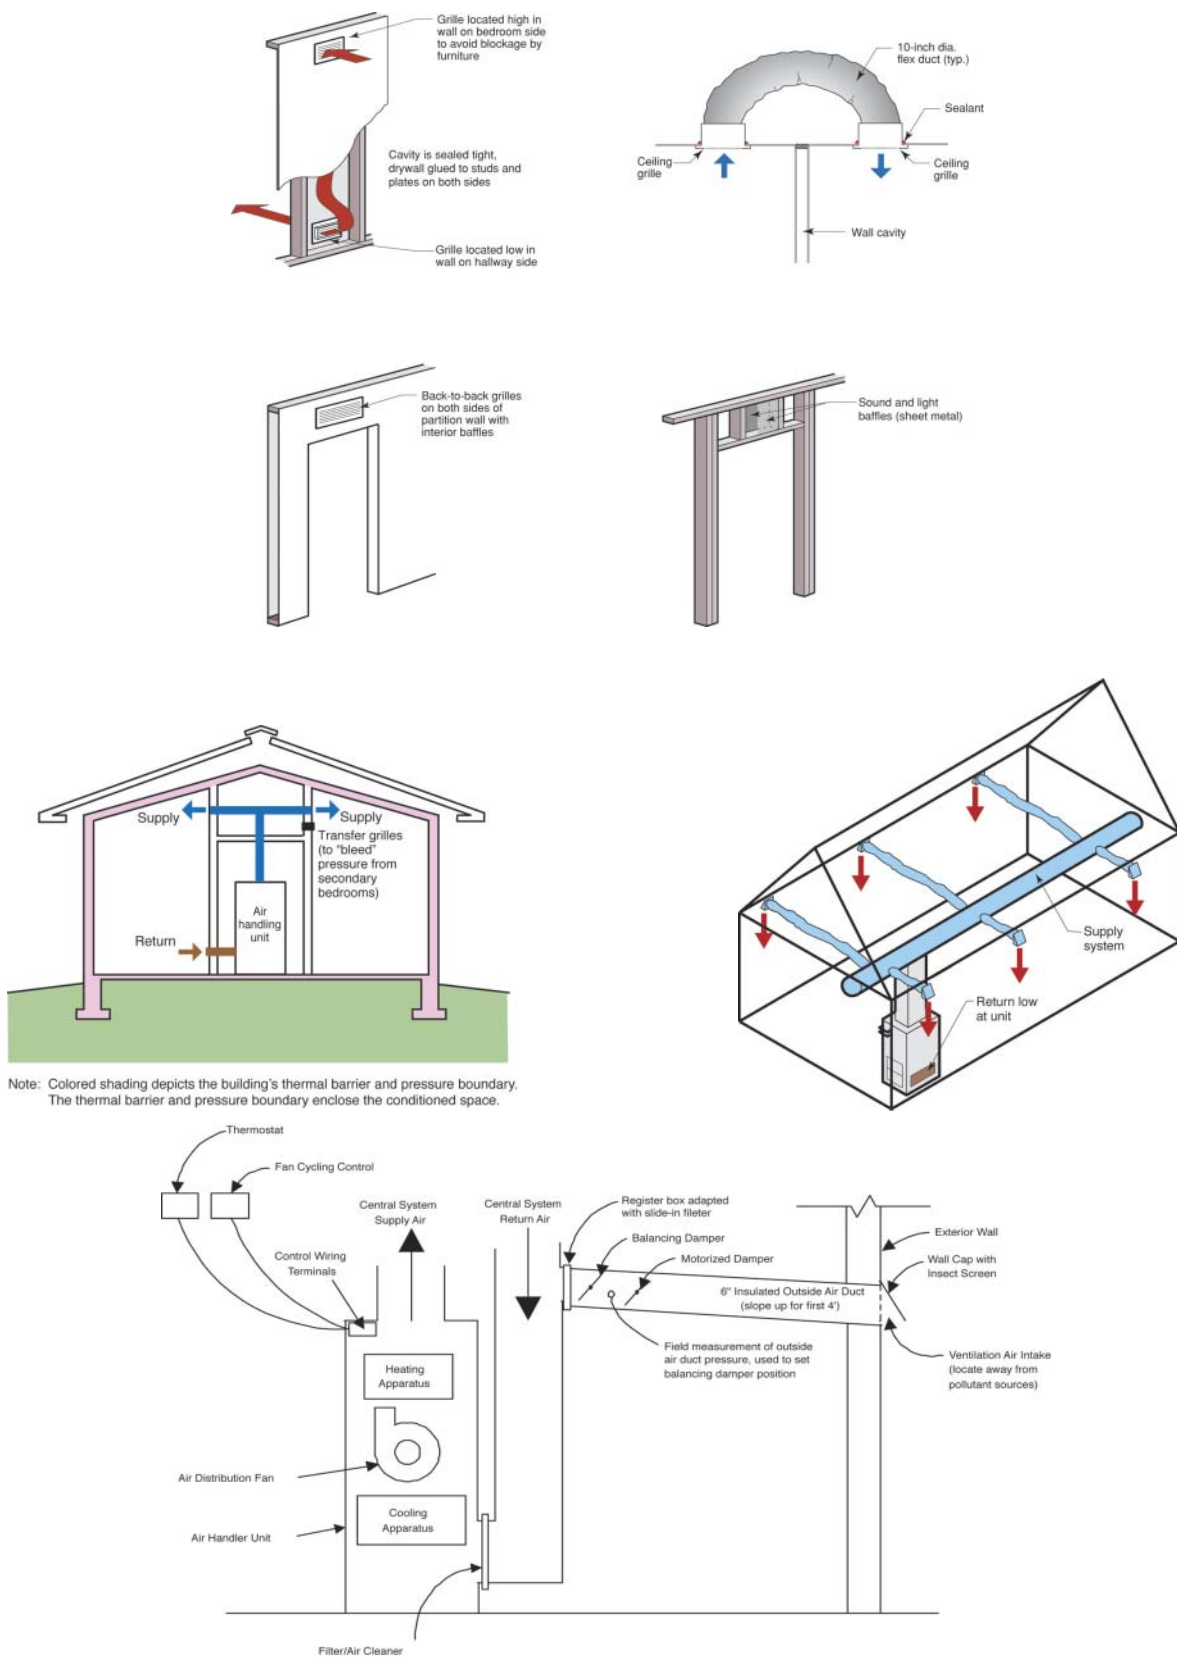 Grille located high in
wall on bedroom side
to avoid blockage by
furniture
Cavity is sealed tight,
drywall glued to studs and
plates on both sides
Grille located low in
wall on hallway side
10-inch dia.
flex duct (typ.)
Sealant
Ceiling
grille
Ceiling
grille
Wall cavity
Back-to-back grilles
on both sides of
partition wall with
interior baffles
Sound and light
baffles (sheet metal)
Supply
Supply
Transfer grilles
(to "bleed"
pressure from
secondary
bedrooms)
Air
handling
unit
Return
Note: Colored shading depicts the building's thermal barrier and pressure boundary.
The thermal barrier and pressure boundary enclose the conditioned space.
Supply
system
Return low
at unit
Thermostat
Fan Cycling Control
Central System
Supply Air
Central System
Return Air
Control Wiring
Terminals
Register box adapted
with slide-in fileter
Balancing Damper
Motorized Damper
6" Insulated Outside Air Duct
(slope up for first 4')
Exterior Wall
Wall Cap with
Insect Screen
Field measurement of outside
air duct pressure, used to set
balancing damper position
Ventilation Air Intake
(locate away from
pollutant sources)
Heating
Apparatus
Air Distribution Fan
Cooling
Apparatus
Air Handler Unit
Filter/Air Cleaner